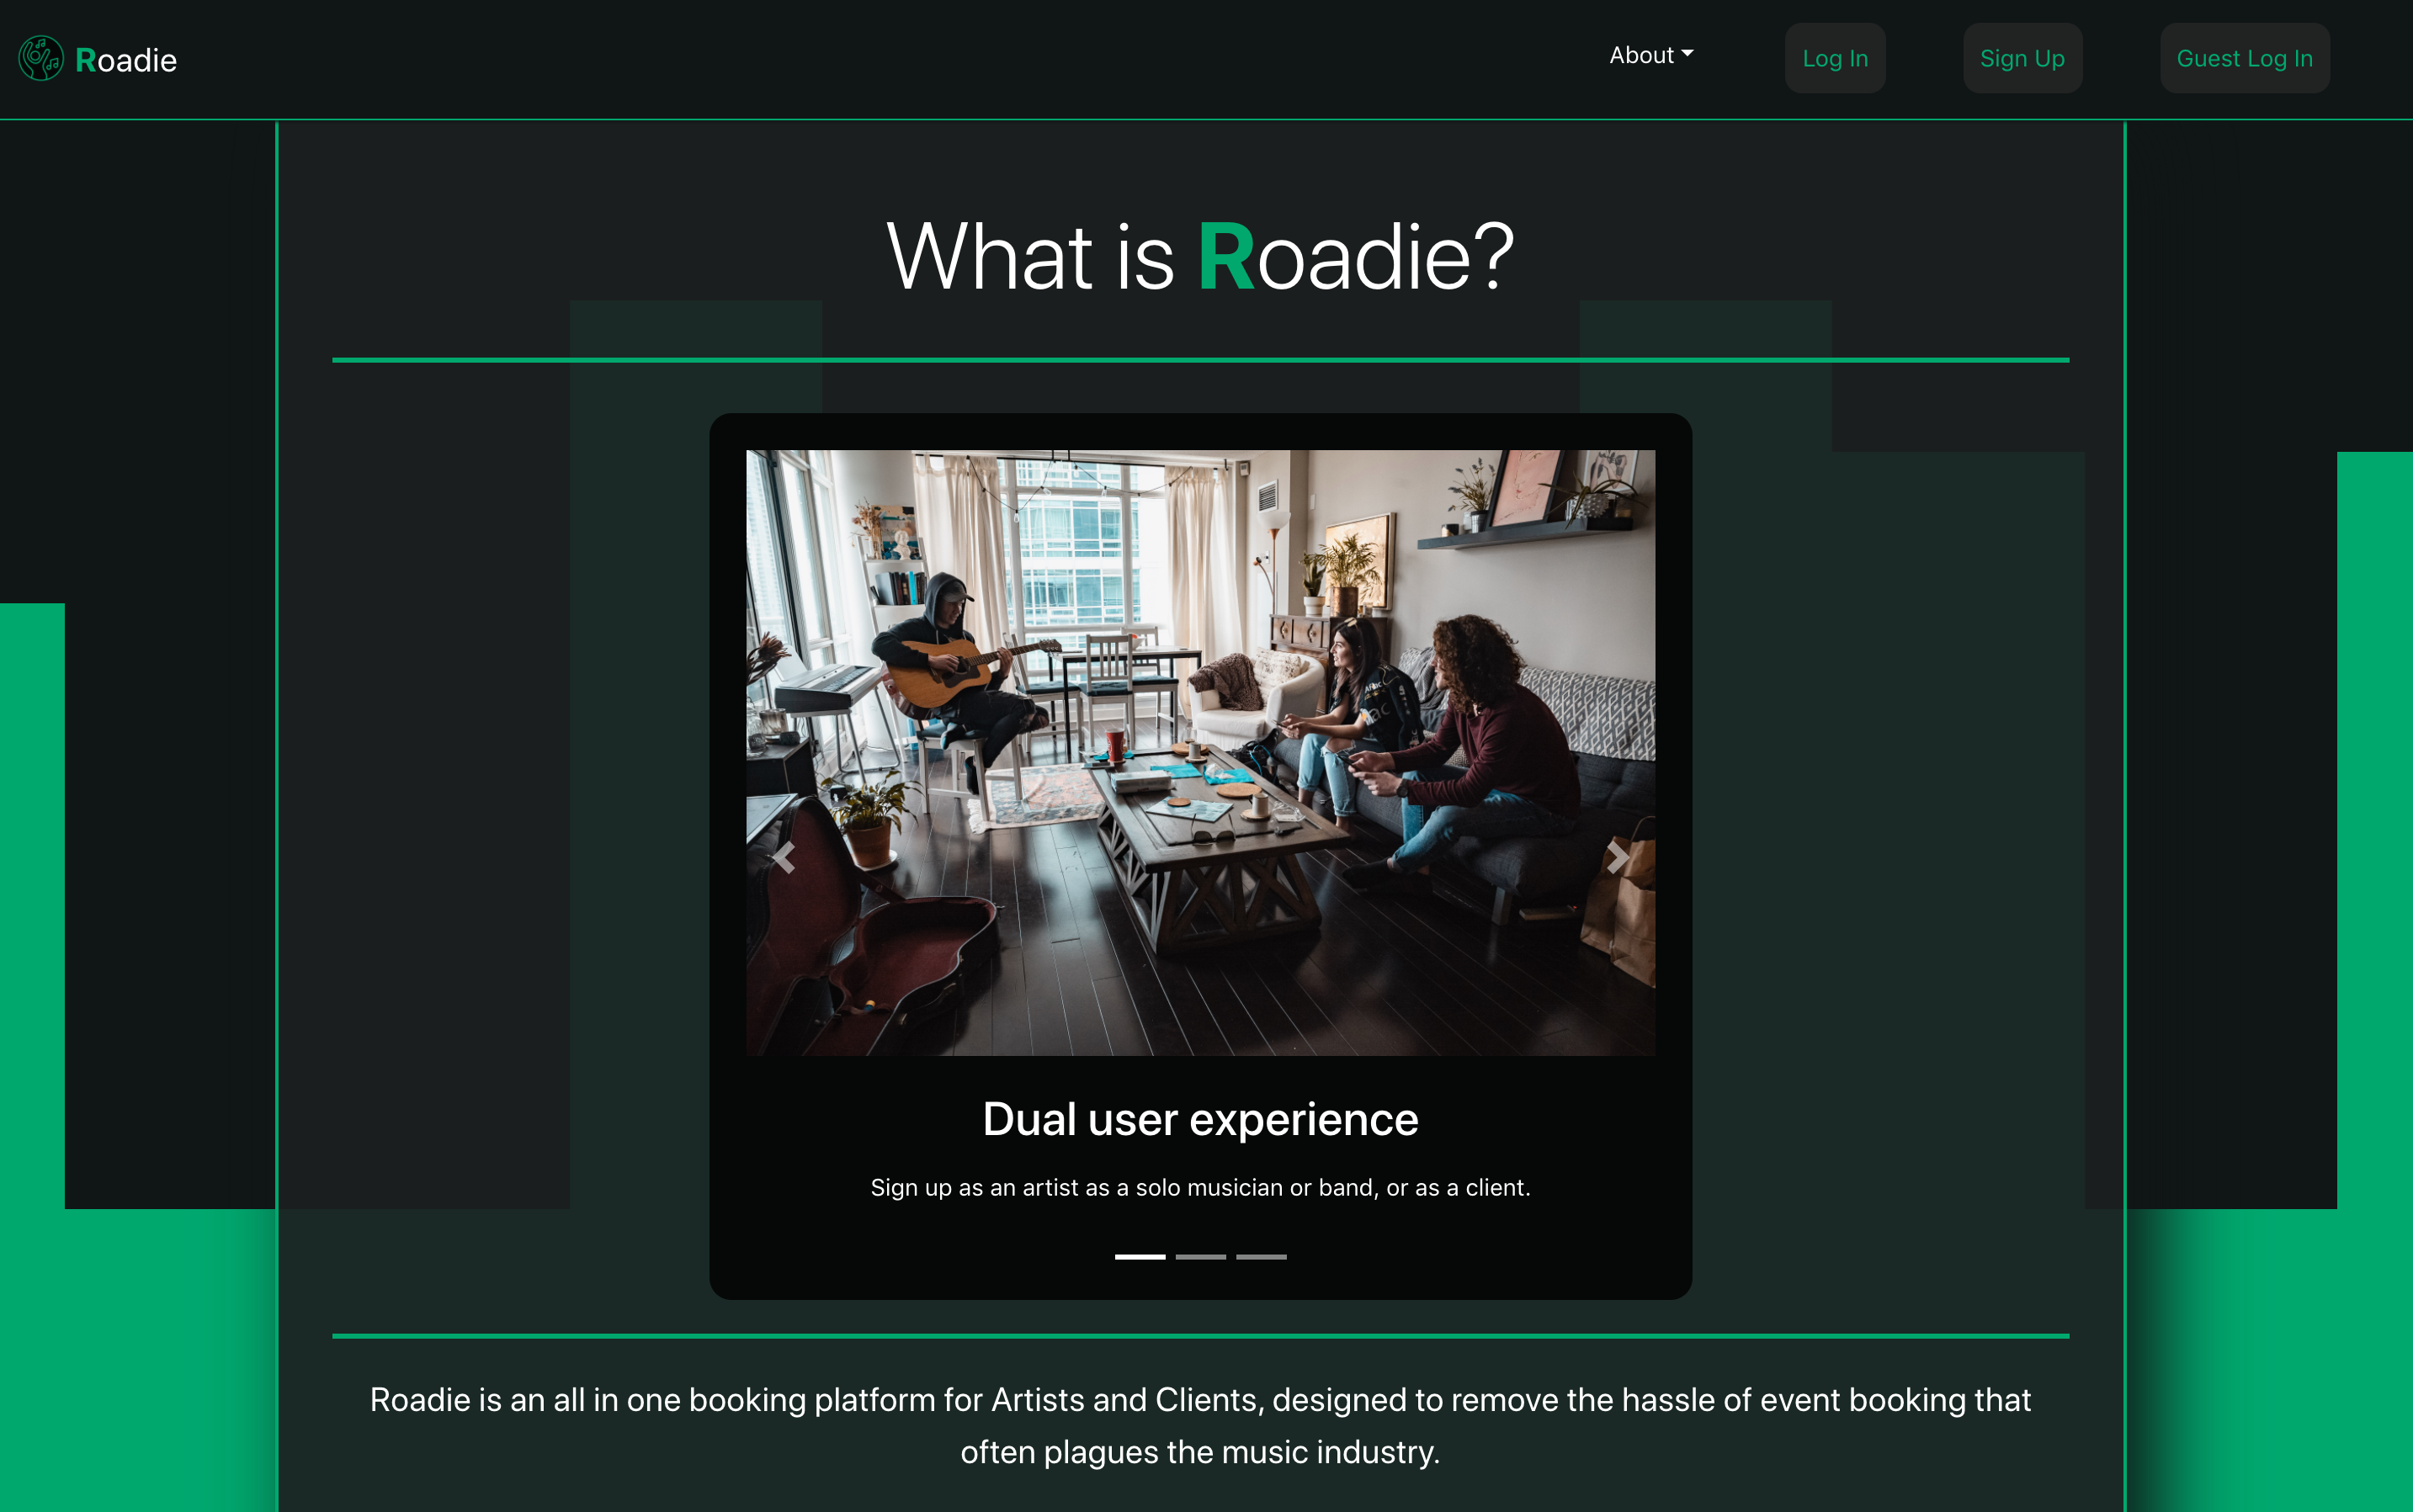 Roadie
About
Log In
Sign Up
Guest Log In
What is Roadie?
Dual user experience
Sign up as an artist as a solo musician or band, or as a client.
Roadie is an all in one booking platform for Artists and Clients, designed to remove the hassle of event booking that
often plagues the music industry.